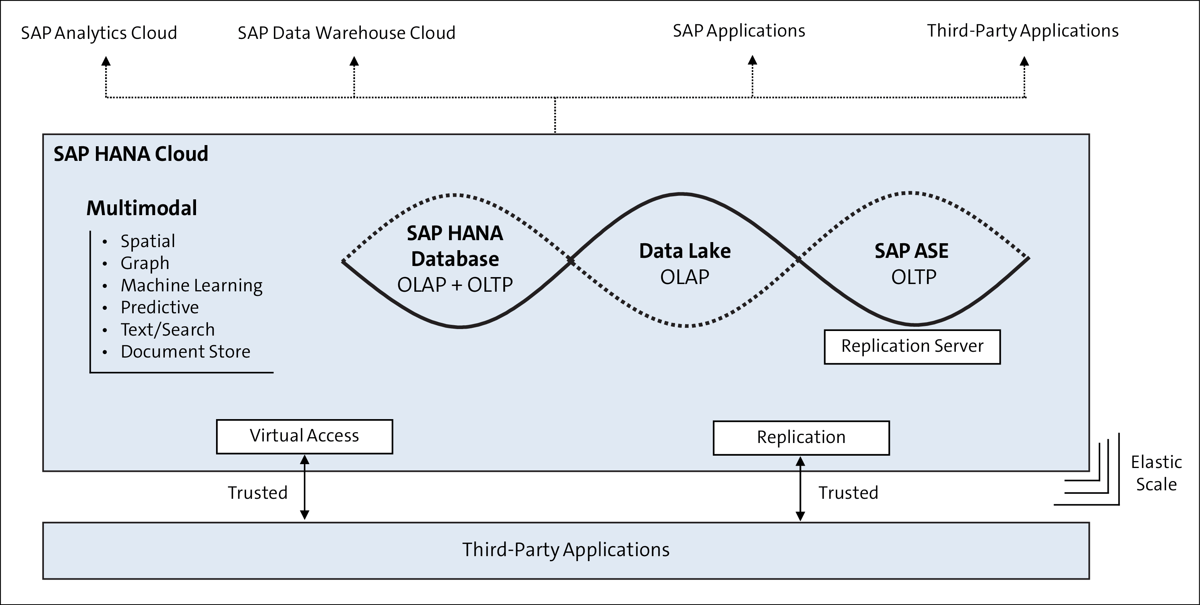 SAP Analytics Cloud
SAP Data Warehouse Cloud
SAP Applications
Third-Party Applications
SAP HANA Cloud
Multimodal
• Spatial
• Graph
• Machine Learning
• Predictive
• Text/Search
• Document Store
SAP HANA
Database
OLAP + OLTP
Data Lake
OLAP
SAP ASE
OLTP
Replication Server
Virtual Access
Replication
Trusted
Trusted
Elastic
Scale
Third-Party Applications